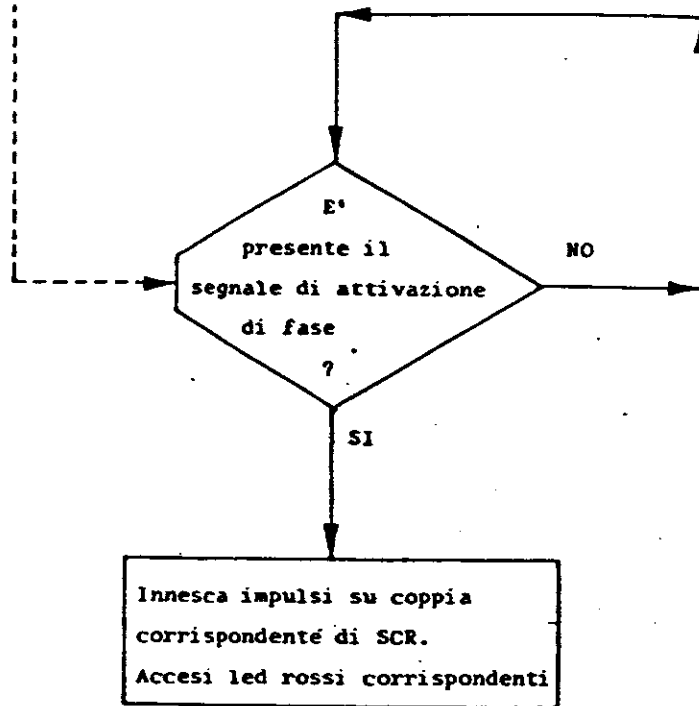 E'
presente il
segnale di attivazione
di fase
?
NO
SI
Innesca impulsi su coppia
corrispondente di SCR.
Accesi led rossi corrispondenti